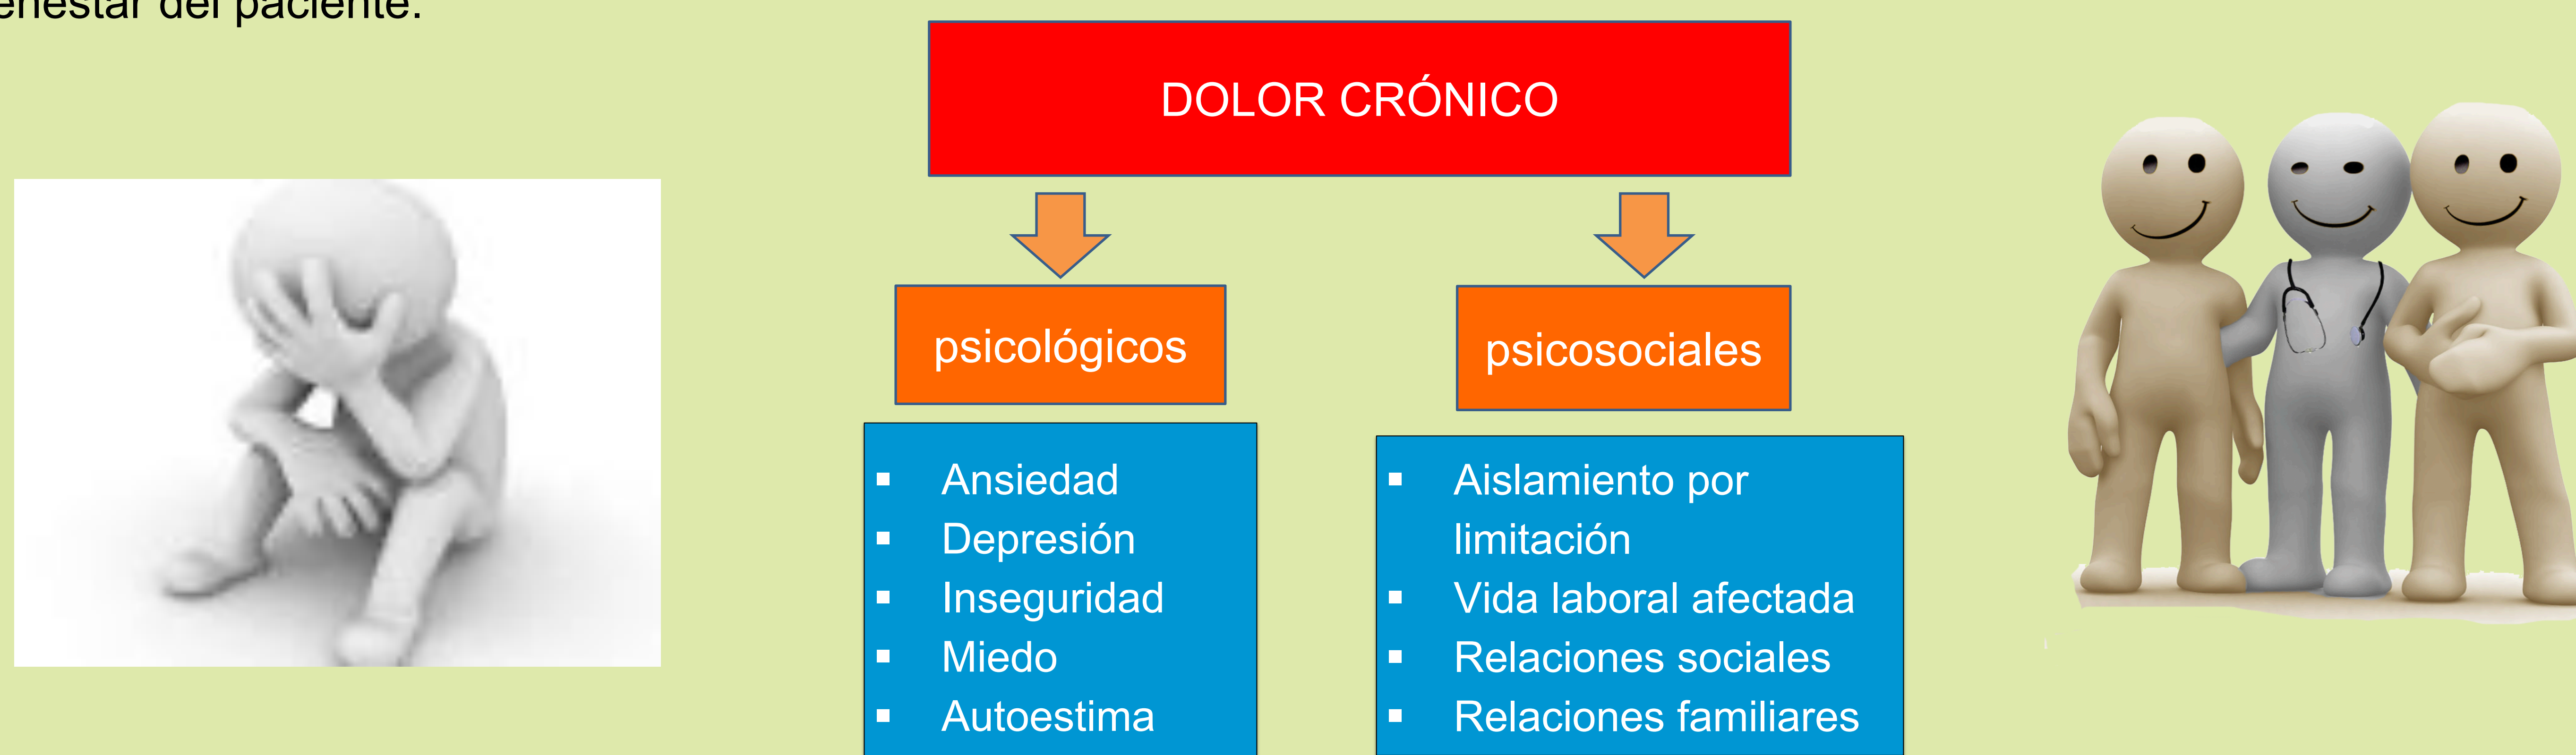 del paciente.
DOLOR CRÓNICO
psicológicos
psicosociales
Ansiedad
Depresión
Inseguridad
Miedo
Autoestima
Aislamiento por
limitación
Vida laboral afectada
Relaciones sociales
Relaciones familiares